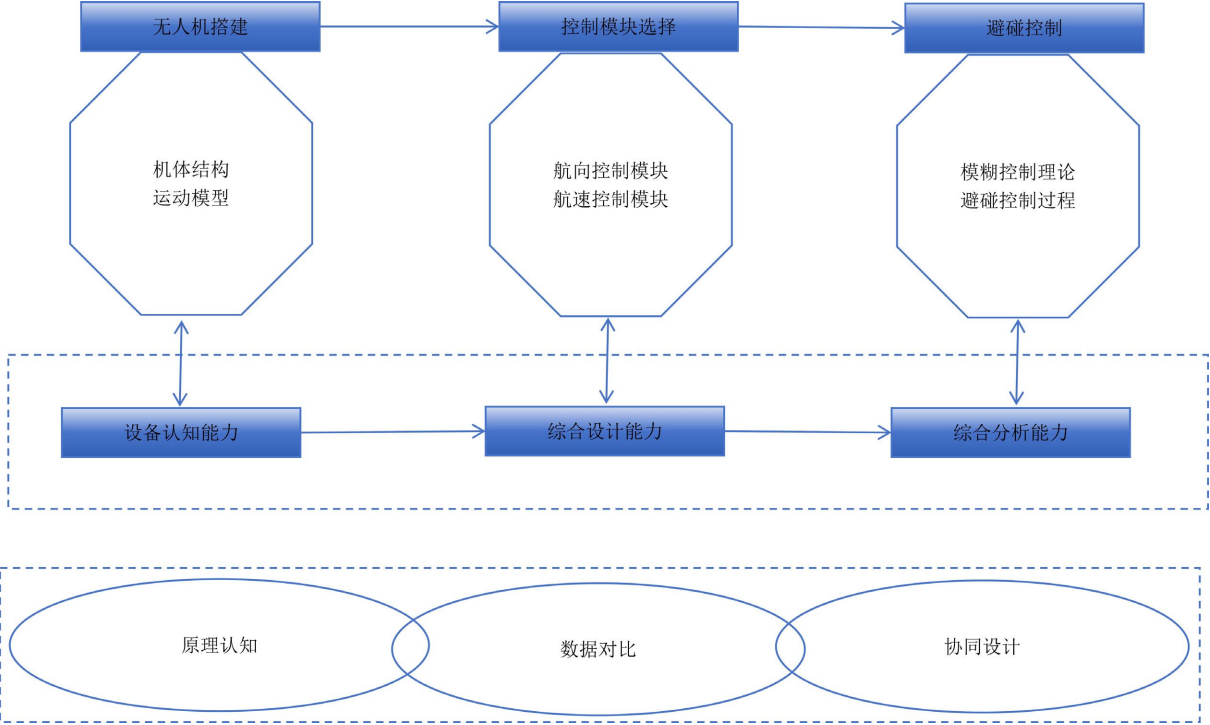 无人机搭建
控制模块选择
避碰控制
机体结构
运动模型
航向控制模块
航速控制模块
模糊控制理论
避碰控制过程
设备认知能力
综合设计能力
综合分析能力
原理认知
数据对比
协同设计